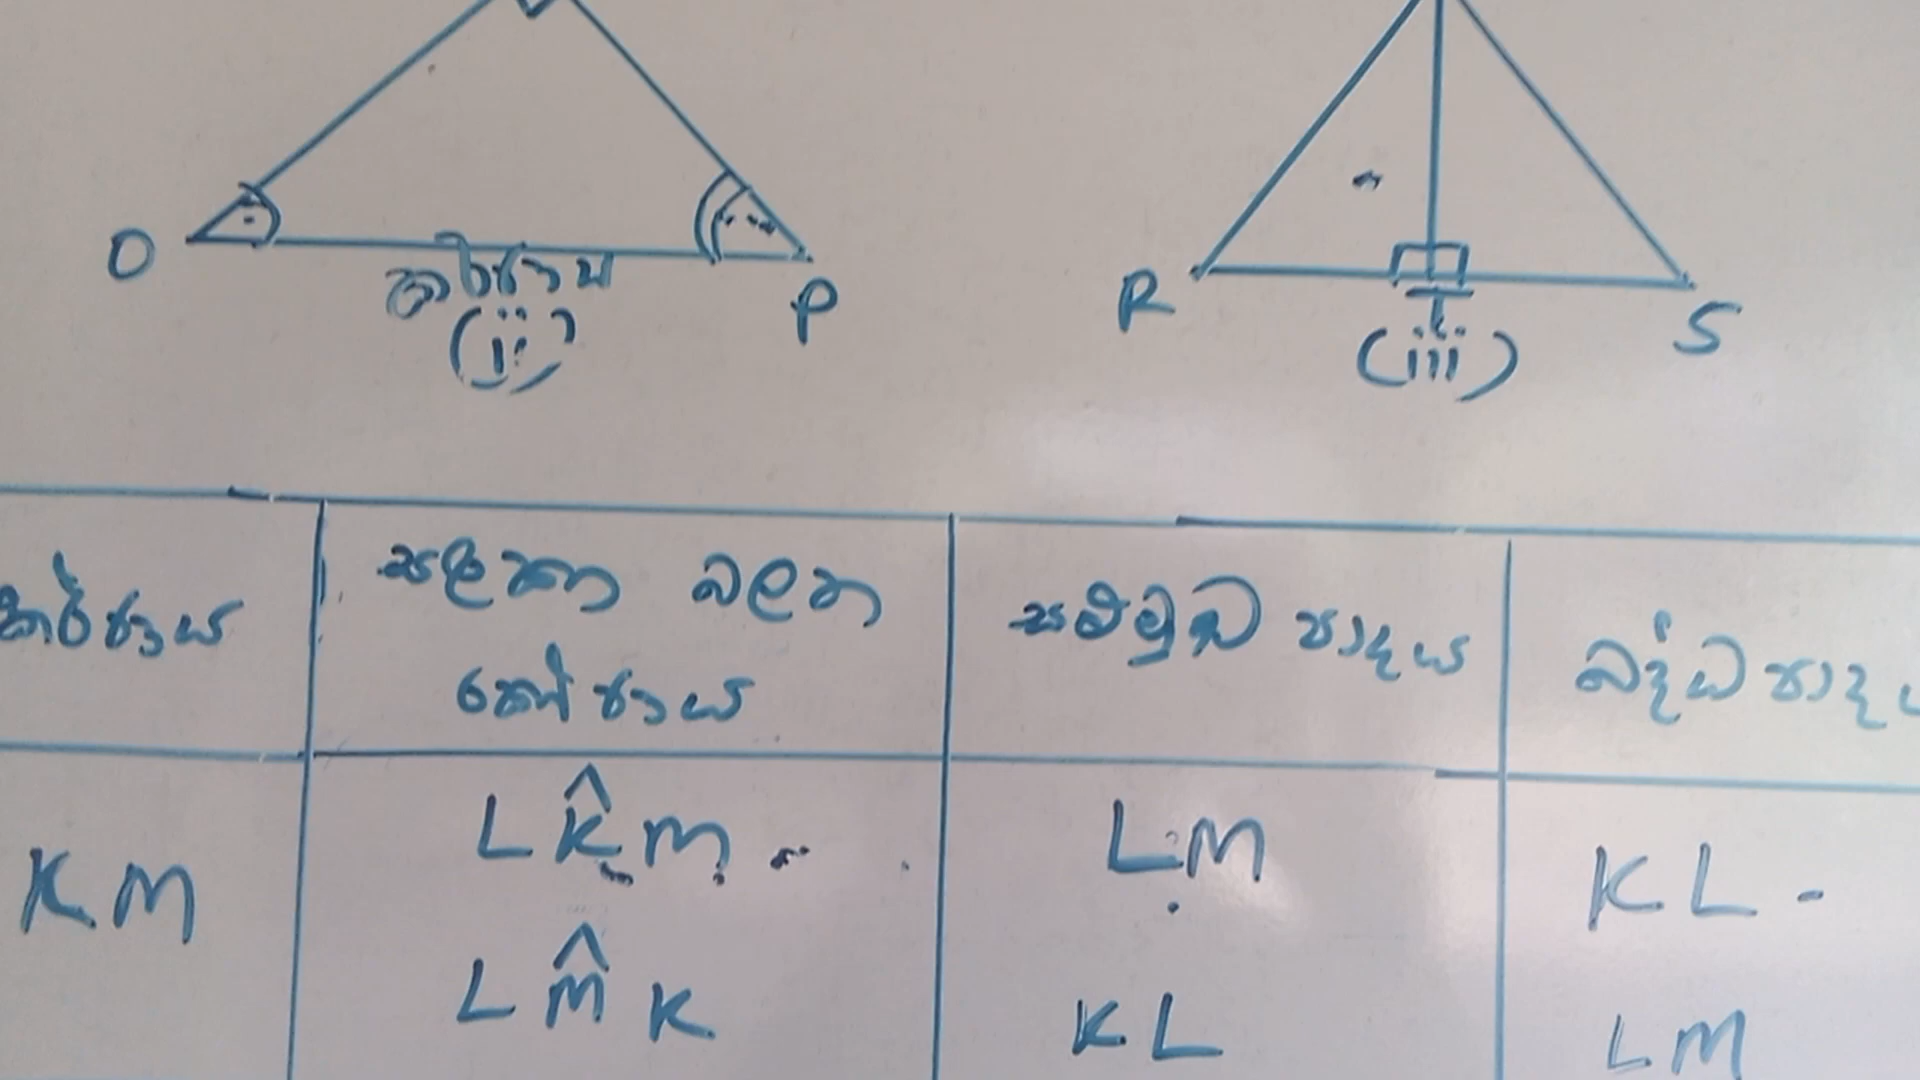 O
P
කර්ණය
(ii)
R
S
T
(iii)
කර්ණය
සලකා බලන
කෝණය
සම්මුඛ පාදය
බද්ධ පාදය
KM
LK̂M
LM
KL
LM̂K
KL
LM